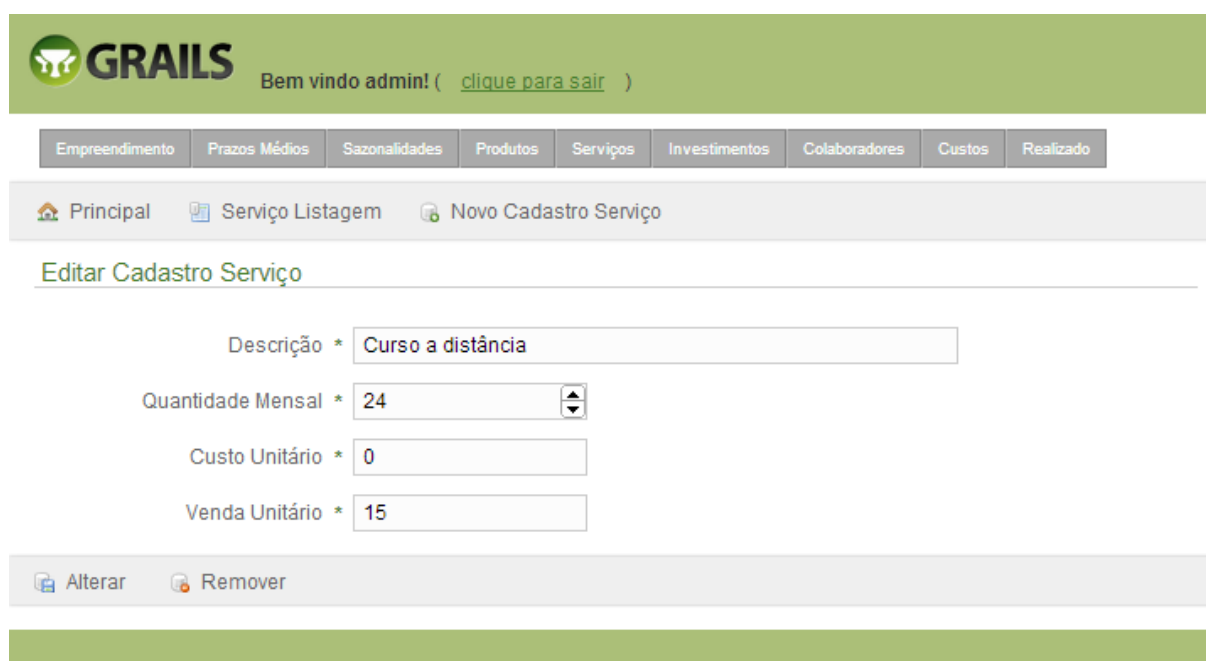 GRAILS Bem vindo admin! ( clique para sair )
Empreendimento Prazos Médios Sazonalidades Produtos Serviços Investimentos Colaboradores Custos Realizado
Principal Serviço Listagem Novo Cadastro Serviço
Editar Cadastro Serviço
Descrição * Curso a distância
Quantidade Mensal * 24
Custo Unitário * 0
Venda Unitário * 15
Alterar Remover